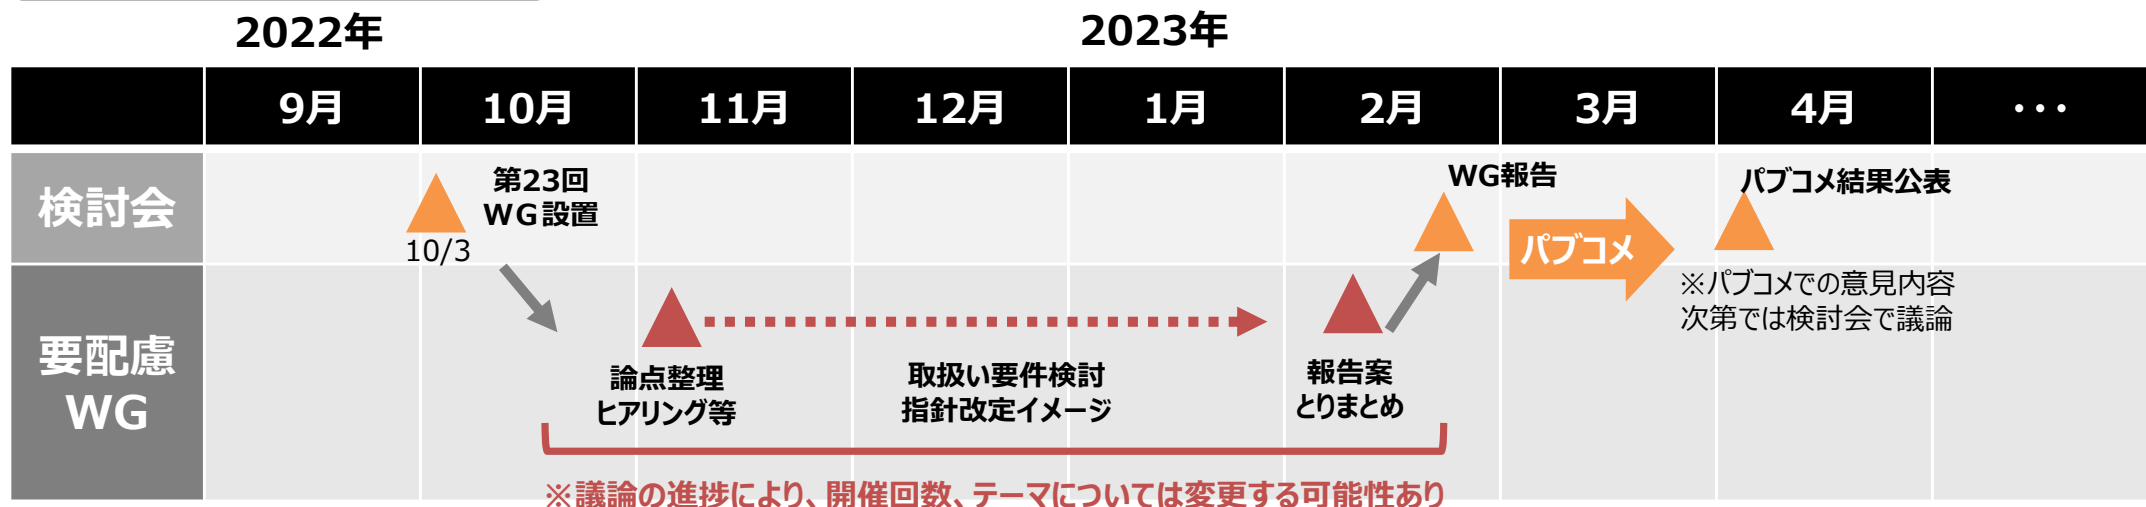 2022年
2023年
9月
10月
11月
12月
1月
2月
3月
4月
・・・
検討会
第23回
ＷＧ設置
10/3
WG報告
パブコメ
パブコメ結果公表
※パブコメでの意見内容
次第では検討会で議論
要配慮
WG
論点整理
ヒアリング等
取扱い要件検討
指針改定イメージ
報告案
とりまとめ
※議論の進捗により、開催回数、テーマについては変更する可能性あり